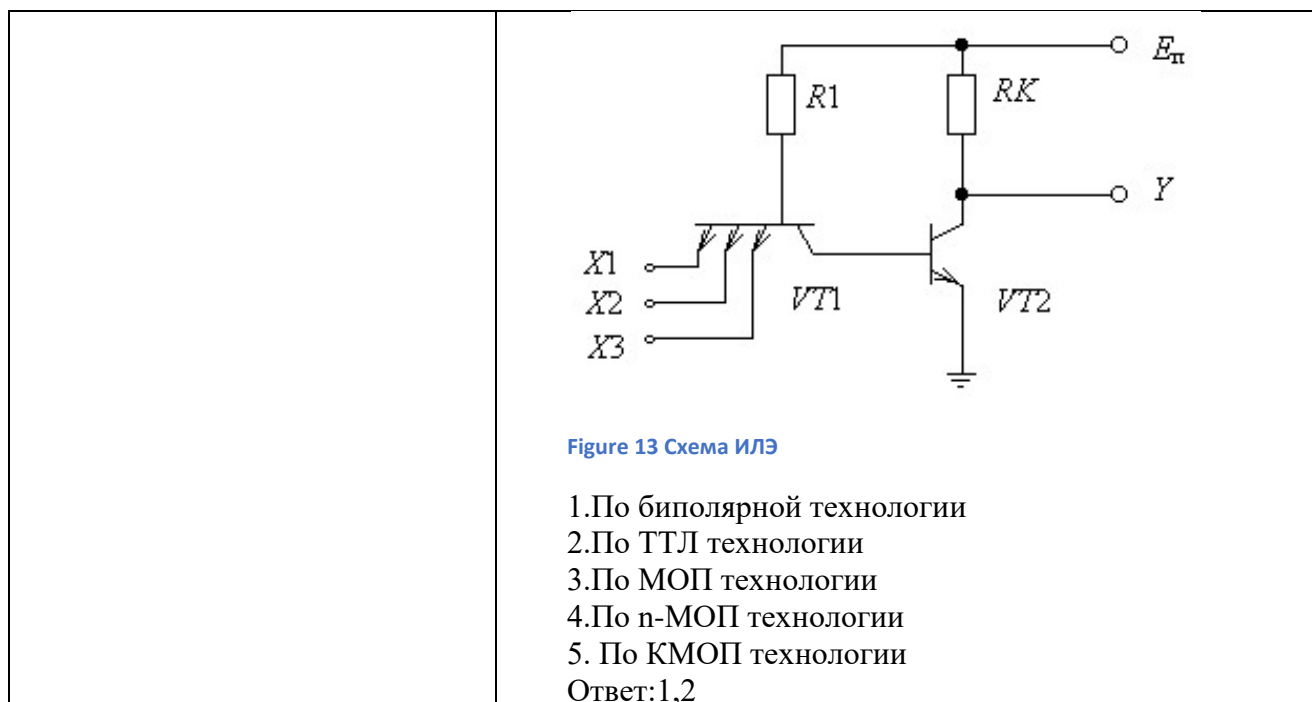 Eп
R1
RK
Y
X1
X2
X3
VT1
VT2
Figure 13 Схема ИЛЭ
1.По биполярной технологии
2.По ТТЛ технологии
3.По МОП технологии
4.По n-МОП технологии
5. По КМОП технологии
Ответ:1,2